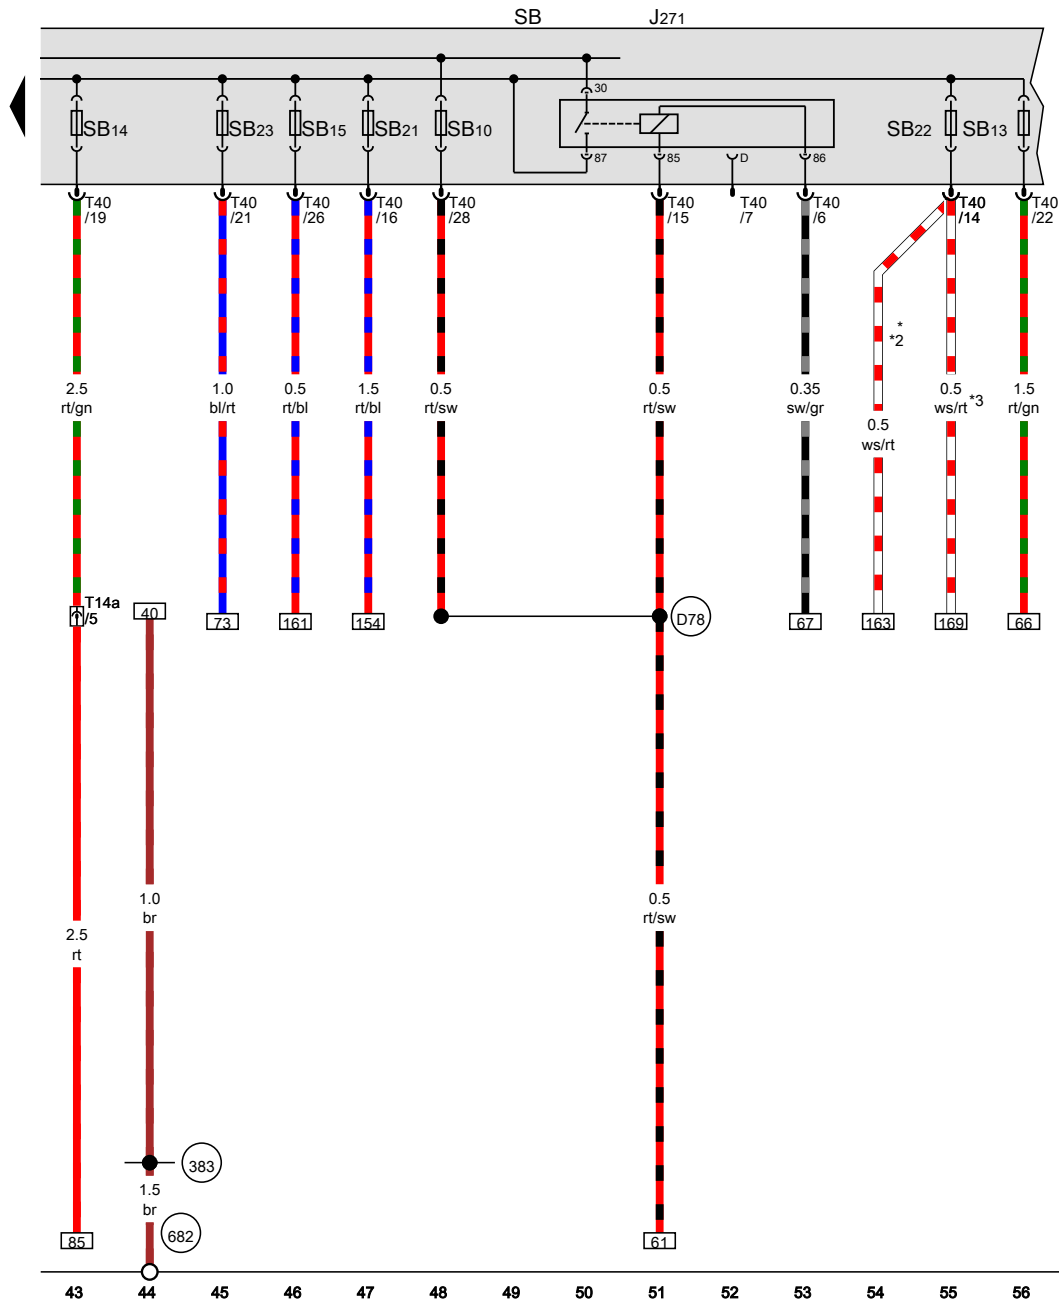 SB J271
30
SB14 SB23 SB15 SB21 SB10 SB22 SB13
87 85 D 86
T40 T40 T40 T40 T40 T40 T40 T40 T40 T40
/19 /21 /26 /16 /28 /15 /7 /6 /14 /22
*
*2
2.5 1.0 0.5 1.5 0.5 0.5 0.35 0.5 1.5
rt/gn bl/rt rt/bl rt/bl rt/sw rt/sw sw/gr ws/rt *3 rt/gn
0.5
ws/rt
T14a
/5
40 73 161 154 D78 67 163 169 66
1.0 0.5
br rt/sw
2.5
rt
383
1.5
br
682
85 61
43 44 45 46 47 48 49 50 51 52 53 54 55 56